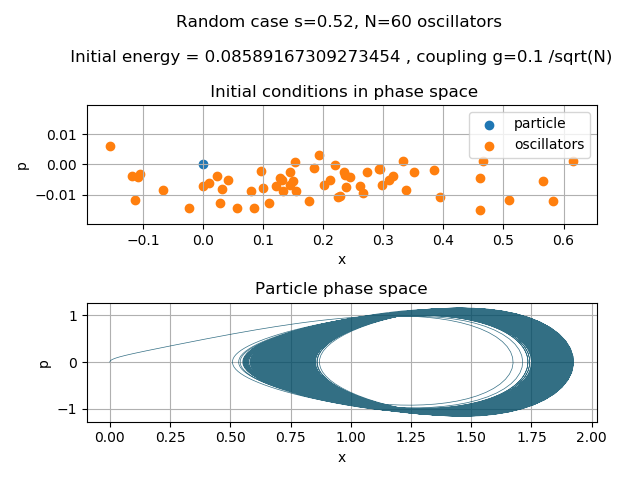 Random case s=0.52, N=60 oscillators
Initial energy = 0.08589167309273454 , coupling g=0.1 /sqrt(N)
Initial conditions in phase space
particle
oscillators
p
0.01
0.00
−0.01
−0.1 0.0 0.1 0.2 0.3 0.4 0.5 0.6
x
Particle phase space
p
1
0
−1
0.00 0.25 0.50 0.75 1.00 1.25 1.50 1.75 2.00
x